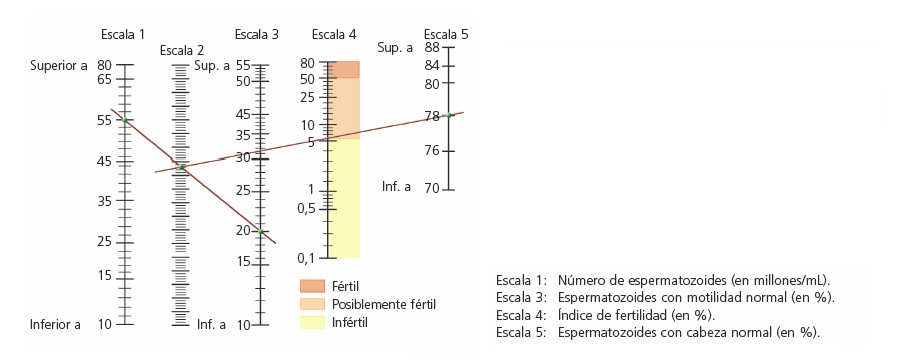 Escala 1
Escala 2
Escala 3
Escala 4
Escala 5
Superior a
80
65
55
45
35
25
15
Inferior a
10
Sup. a
55
50
45
35
30
25
20
15
Inf. a
10
80
50
25
10
5
1
0,5
0,1
Sup. a
88
84
80
78
76
Inf. a
70
Fértil
Posiblemente fértil
Infértil
Escala 1: Número de espermatozoides (en millones/mL).
Escala 3: Espermatozoides con motilidad normal (en %).
Escala 4: Índice de fertilidad (en %).
Escala 5: Espermatozoides con cabeza normal (en %).